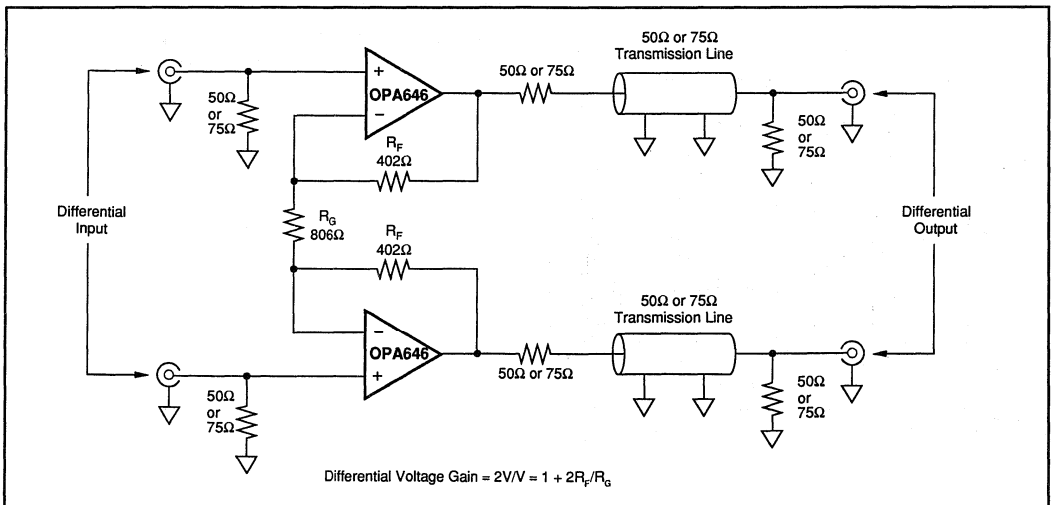 50Ω or 75Ω
Transmission Line
50Ω or 75Ω
+
OPA646
−
50Ω
or
75Ω
50Ω
or
75Ω
R_F
402Ω
Differential
Input
R_G
806Ω
R_F
402Ω
Differential
Output
50Ω or 75Ω
Transmission Line
−
OPA646
+
50Ω or 75Ω
50Ω
or
75Ω
50Ω
or
75Ω
Differential Voltage Gain = 2V/V = 1 + 2R_F/R_G